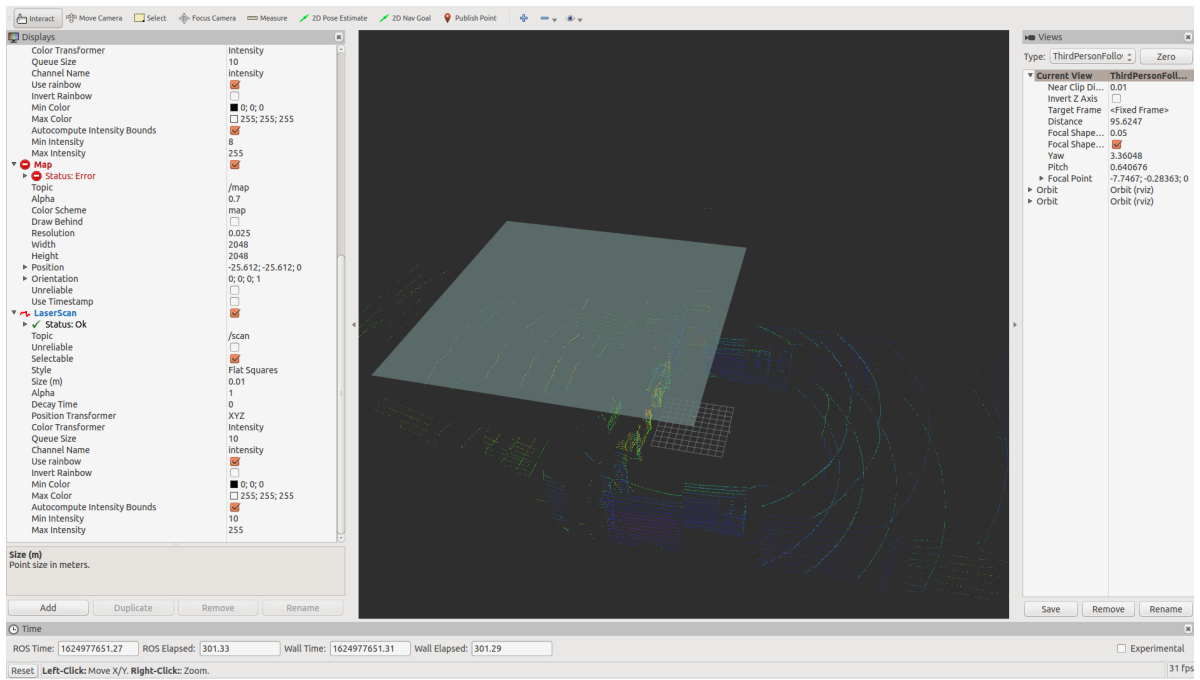 Interact Move Camera Select Focus Camera Measure 2D Pose Estimate 2D Nav Goal Publish Point
Displays
Color Transformer Intensity
Queue Size 10
Channel Name intensity
Use rainbow
Invert Rainbow
Min Color 0; 0; 0
Max Color 255; 255; 255
Autocompute Intensity Bounds
Min Intensity 8
Max Intensity 255
Map
Status: Error
Topic /map
Alpha 0.7
Color Scheme map
Draw Behind
Resolution 0.025
Width 2048
Height 2048
Position -25.612; -25.612; 0
Orientation 0; 0; 0; 1
Unreliable
Use Timestamp
LaserScan
Status: Ok
Topic /scan
Unreliable
Selectable
Style Flat Squares
Size (m) 0.01
Alpha 1
Decay Time 0
Position Transformer XYZ
Color Transformer Intensity
Queue Size 10
Channel Name intensity
Use rainbow
Invert Rainbow
Min Color 0; 0; 0
Max Color 255; 255; 255
Autocompute Intensity Bounds
Min Intensity 10
Max Intensity 255
Size (m)
Point size in meters.
Add Duplicate Remove Rename
Views
Type: ThirdPersonFollov Zero
Current View ThirdPersonFoll...
Near Clip Di... 0.01
Invert Z Axis
Target Frame <Fixed Frame>
Distance 95.6247
Focal Shape... 0.05
Focal Shape...
Yaw 3.36048
Pitch 0.640676
Focal Point -7.7467; -0.28363; 0
Orbit Orbit (rviz)
Orbit Orbit (rviz)
Save Remove Rename
Time
ROS Time: 1624977651.27 ROS Elapsed: 301.33 Wall Time: 1624977651.31 Wall Elapsed: 301.29 Experimental
Reset Left-Click: Move X/Y. Right-Click:: Zoom. 31 fps